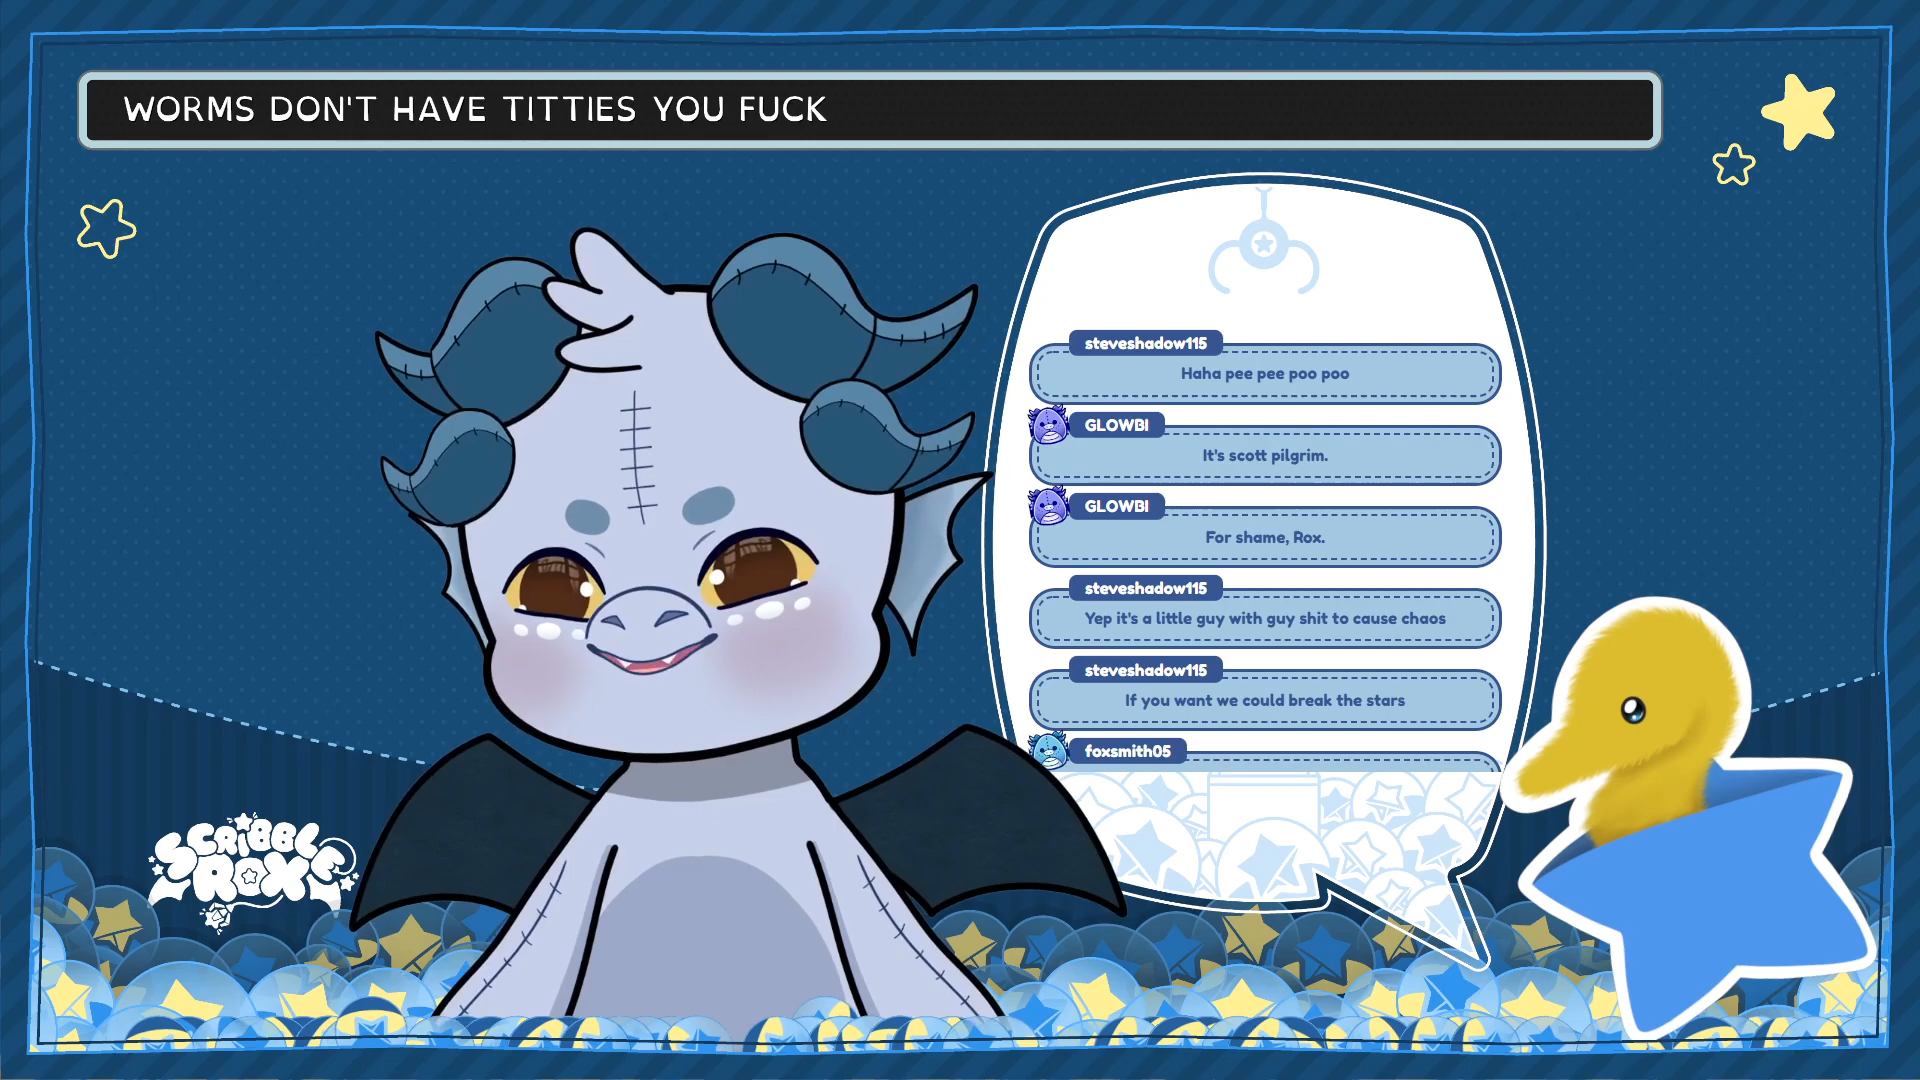 WORMS DON'T HAVE TITTIES YOU FUCK
steveshadow115
Haha pee pee poo poo
GLOWBI
It's scott pilgrim.
GLOWBI
For shame, Rox.
steveshadow115
Yep it's a little guy with guy shit to cause chaos
steveshadow115
If you want we could break the stars
foxsmith05
SCRIBBLE
ROX